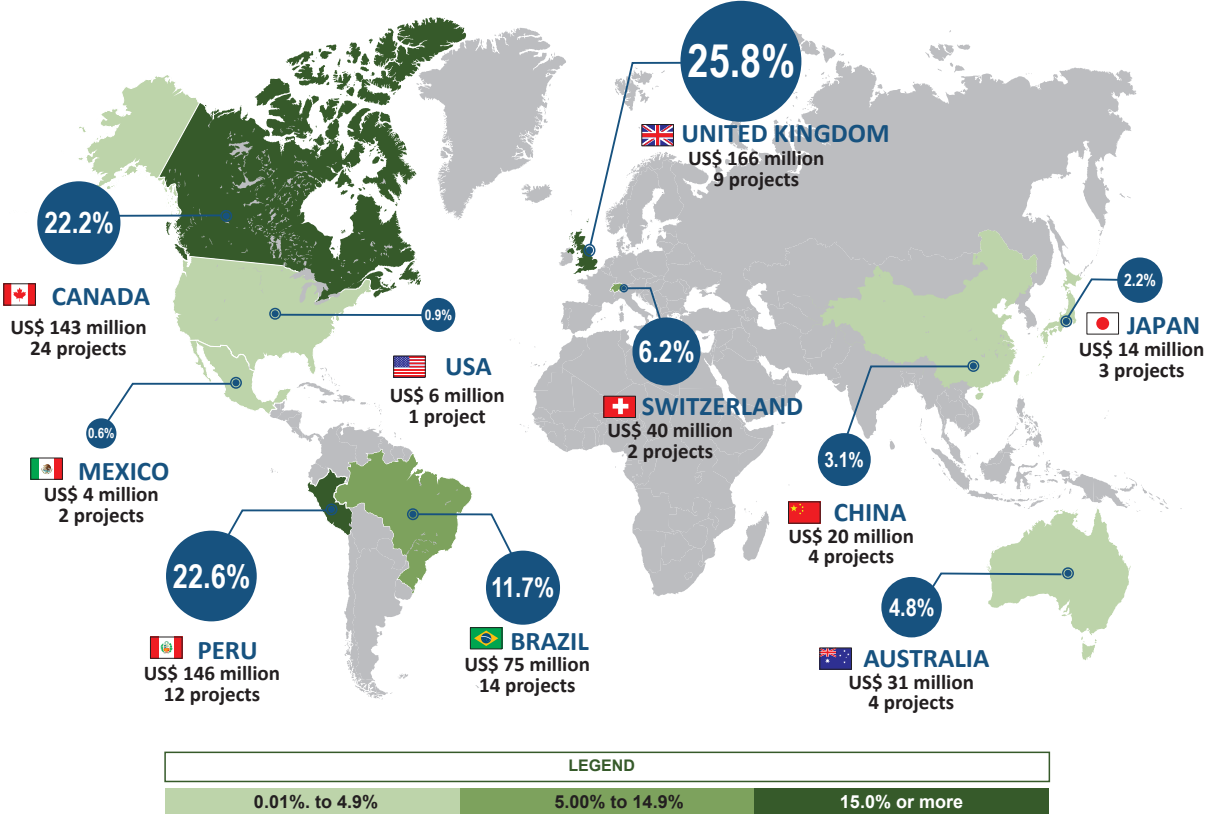 25.8%
UNITED KINGDOM
US$ 166 million
9 projects
22.2%
CANADA
US$ 143 million
24 projects
0.9%
USA
US$ 6 million
1 project
6.2%
SWITZERLAND
US$ 40 million
2 projects
2.2%
JAPAN
US$ 14 million
3 projects
0.6%
MEXICO
US$ 4 million
2 projects
3.1%
CHINA
US$ 20 million
4 projects
22.6%
PERU
US$ 146 million
12 projects
11.7%
BRAZIL
US$ 75 million
14 projects
4.8%
AUSTRALIA
US$ 31 million
4 projects
LEGEND
0.01%. to 4.9% 5.00% to 14.9% 15.0% or more